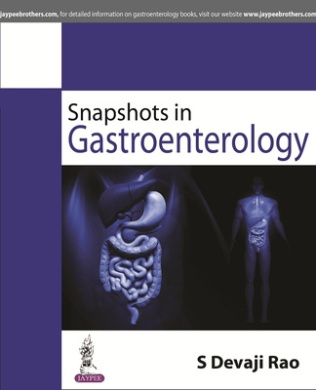 jaypeebrothers.com, for detailed information on gastroenterology books, visit our website www.jaypeebrothers.com
Snapshots in
Gastroenterology
JAYPEE
S Devaji Rao